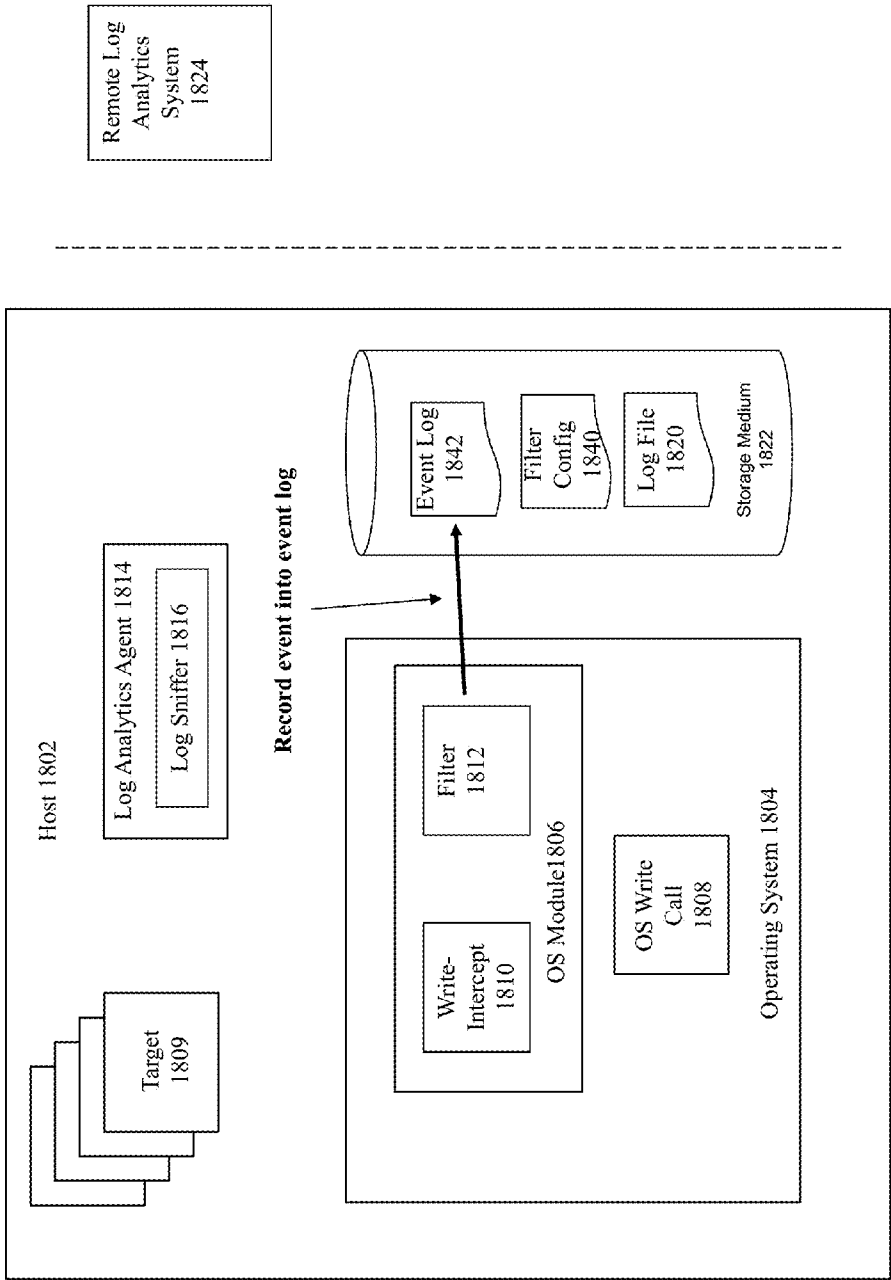 Host 1802
Target
1809
Log Analytics Agent 1814
Log Sniffer 1816
Remote Log
Analytics
System
1824
Record event into event log
Write-
Intercept
1810
Filter
1812
OS Module1806
OS Write
Call
1808
Operating System 1804
Event Log
1842
Filter
Config
1840
Log File
1820
Storage Medium
1822